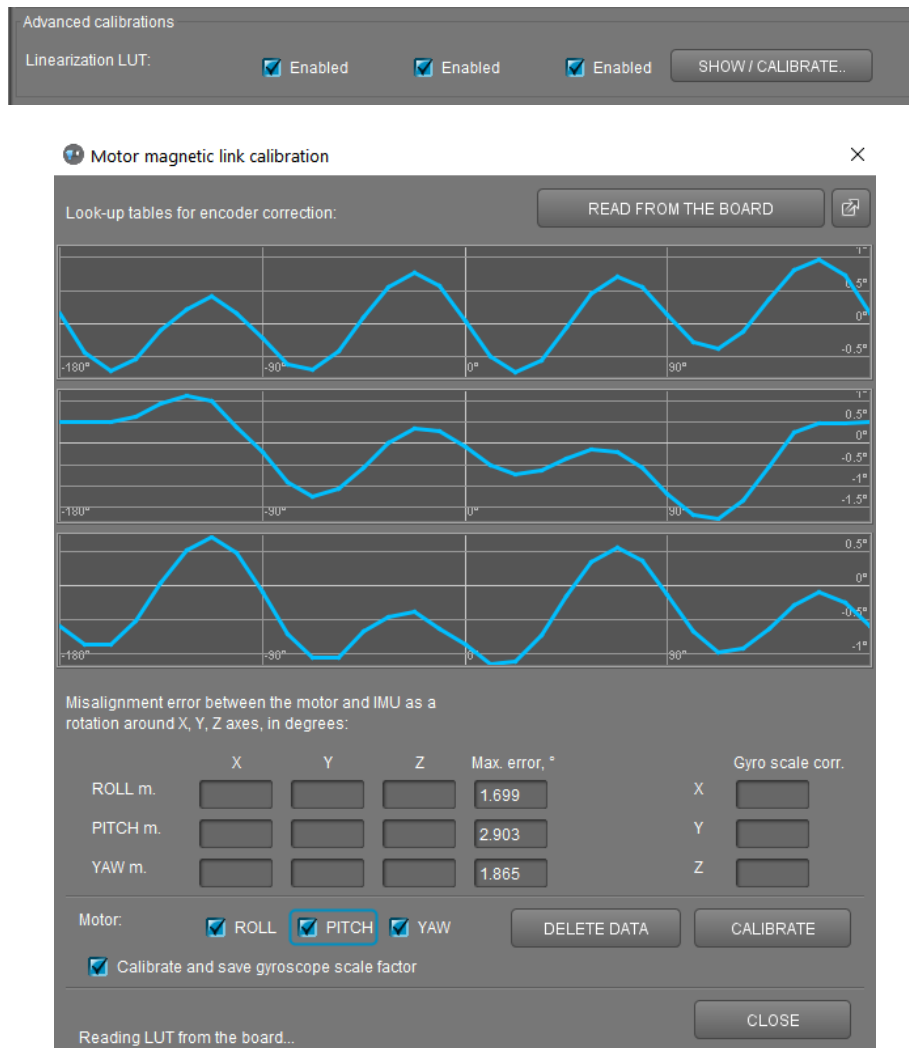 Advanced calibrations
Linearization LUT: Enabled Enabled Enabled SHOW / CALIBRATE..
Motor magnetic link calibration
Look-up tables for encoder correction: READ FROM THE BOARD
1°
0.5°
0°
-0.5°
-180° -90° 0° 90°
1°
0.5°
0°
-0.5°
-1°
-1.5°
-180° -90° 0° 90°
0.5°
0°
-0.5°
-1°
-180° -90° 0° 90°
Misalignment error between the motor and IMU as a
rotation around X, Y, Z axes, in degrees:
X Y Z Max. error, ° Gyro scale corr.
ROLL m. 1.699 X
PITCH m. 2.903 Y
YAW m. 1.865 Z
Motor: ROLL PITCH YAW DELETE DATA CALIBRATE
Calibrate and save gyroscope scale factor
CLOSE
Reading LUT from the board...